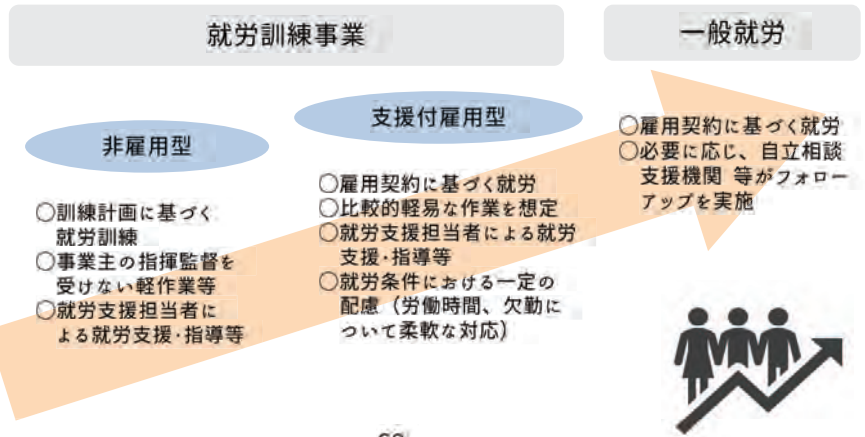 就労訓練事業
一般就労
非雇用型
○訓練計画に基づく
就労訓練
○事業主の指揮監督を
受けない軽作業等
○就労支援担当者に
よる就労支援・指導等
支援付雇用型
○雇用契約に基づく就労
○比較的軽易な作業を想定
○就労支援担当者による就労
支援・指導等
○就労条件における一定の
配慮（労働時間、欠勤に
ついて柔軟な対応）
○雇用契約に基づく就労
○必要に応じ、自立相談
支援機関 等がフォロー
アップを実施